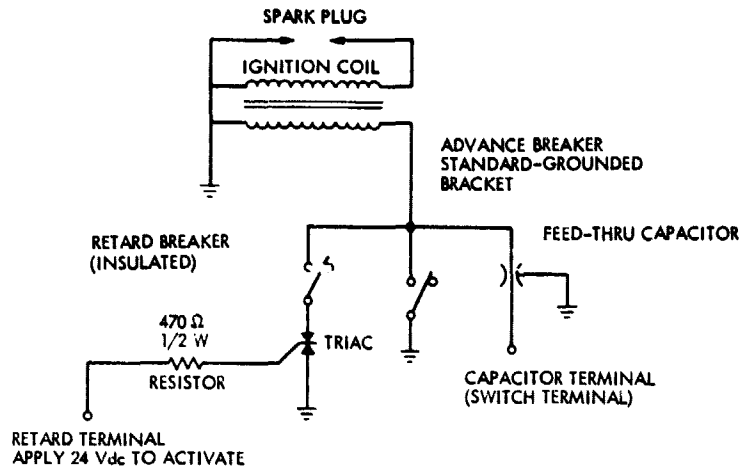 SPARK PLUG
IGNITION COIL
ADVANCE BREAKER
STANDARD-GROUNDED
BRACKET
RETARD BREAKER
(INSULATED)
FEED-THRU CAPACITOR
470 Ω
1/2 W
RESISTOR
TRIAC
CAPACITOR TERMINAL
(SWITCH TERMINAL)
RETARD TERMINAL
APPLY 24 Vdc TO ACTIVATE